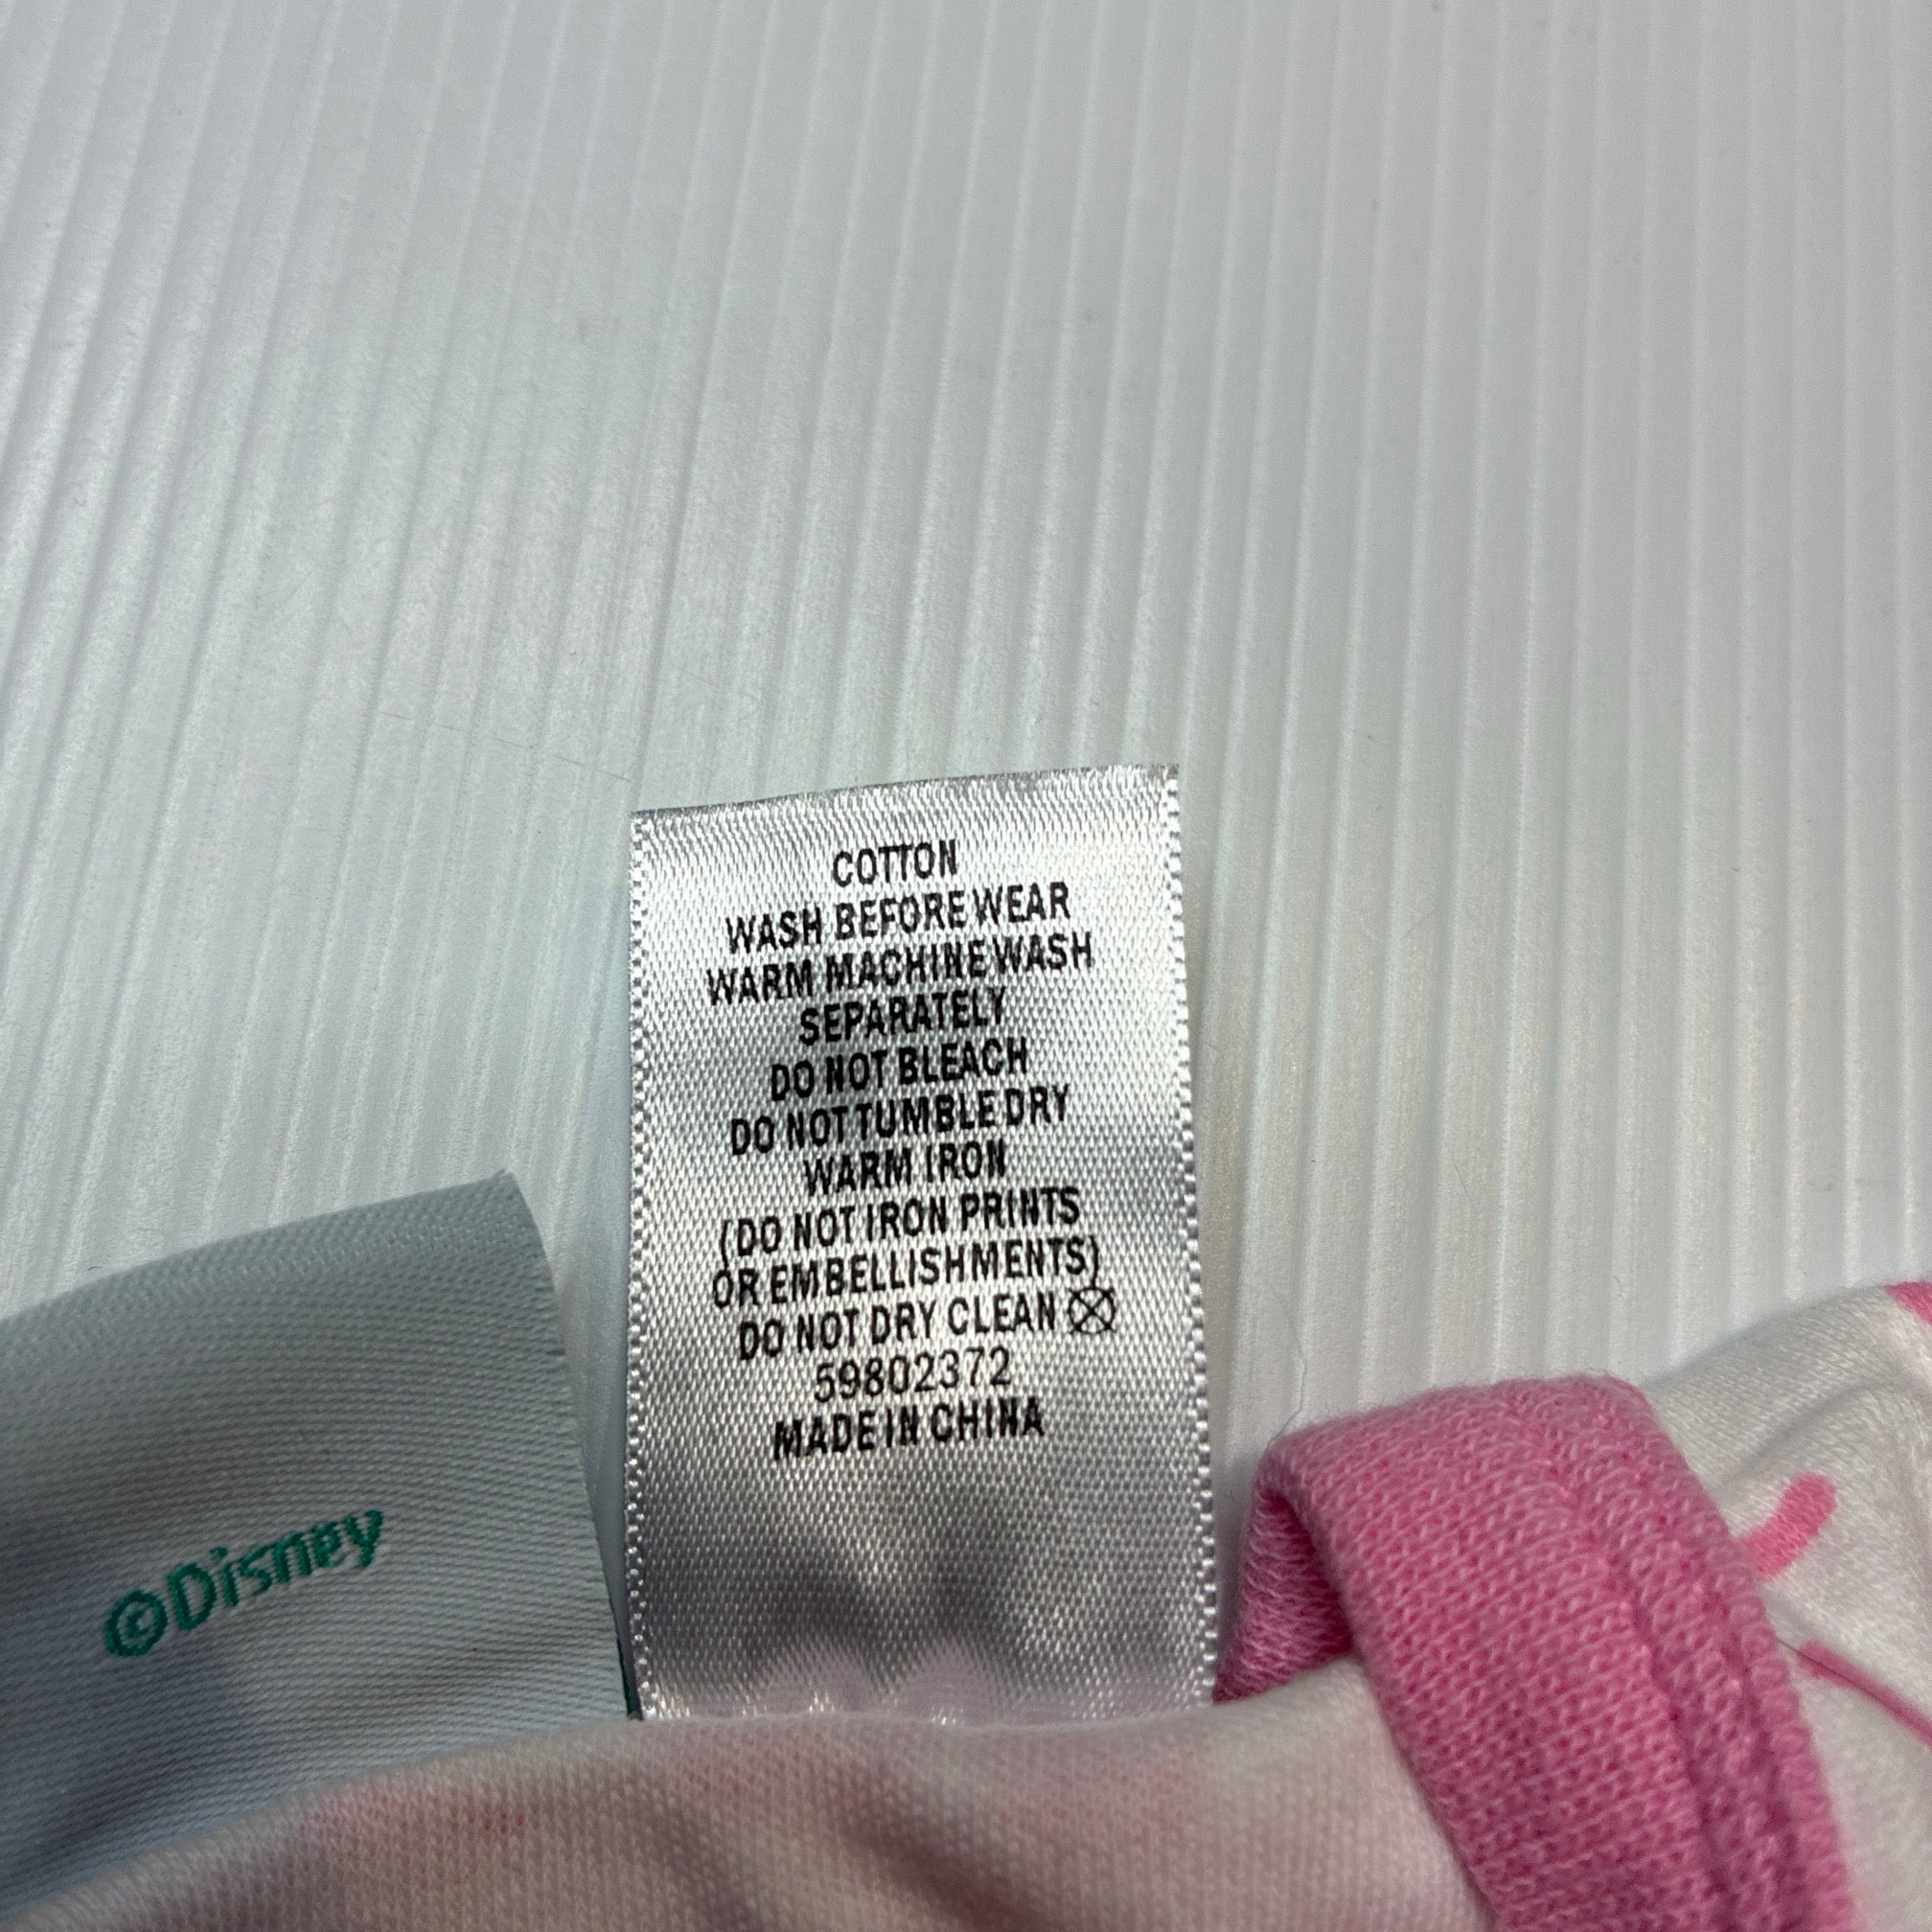 COTTON
WASH BEFORE WEAR
WARM MACHINE WASH
SEPARATELY
DO NOT BLEACH
DO NOT TUMBLE DRY
WARM IRON
(DO NOT IRON PRINTS
OR EMBELLISHMENTS)
DO NOT DRY CLEAN
59802372
MADE IN CHINA
©Disney